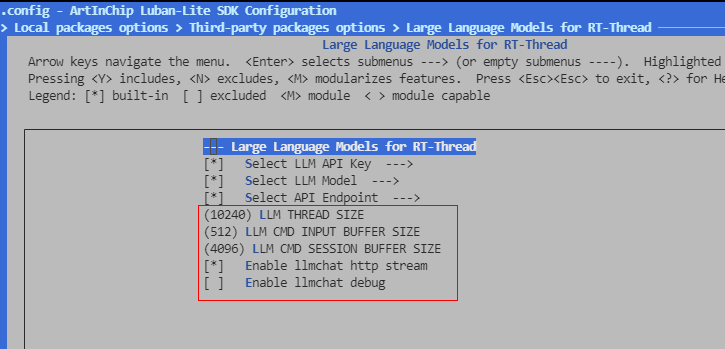 .config - ArtInChip Luban-Lite SDK Configuration
> Local packages options > Third-party packages options > Large Language Models for RT-Thread
Large Language Models for RT-Thread
Arrow keys navigate the menu.  <Enter> selects submenus ---> (or empty submenus ----).  Highlighted
Pressing <Y> includes, <N> excludes, <M> modularizes features.  Press <Esc><Esc> to exit, <?> for He
Legend: [*] built-in  [ ] excluded  <M> module  < > module capable
--- Large Language Models for RT-Thread
[*]   Select LLM API Key  --->
[*]   Select LLM Model  --->
[*]   Select API Endpoint  --->
(10240) LLM THREAD SIZE
(512) LLM CMD INPUT BUFFER SIZE
(4096) LLM CMD SESSION BUFFER SIZE
[*]   Enable llmchat http stream
[ ]   Enable llmchat debug